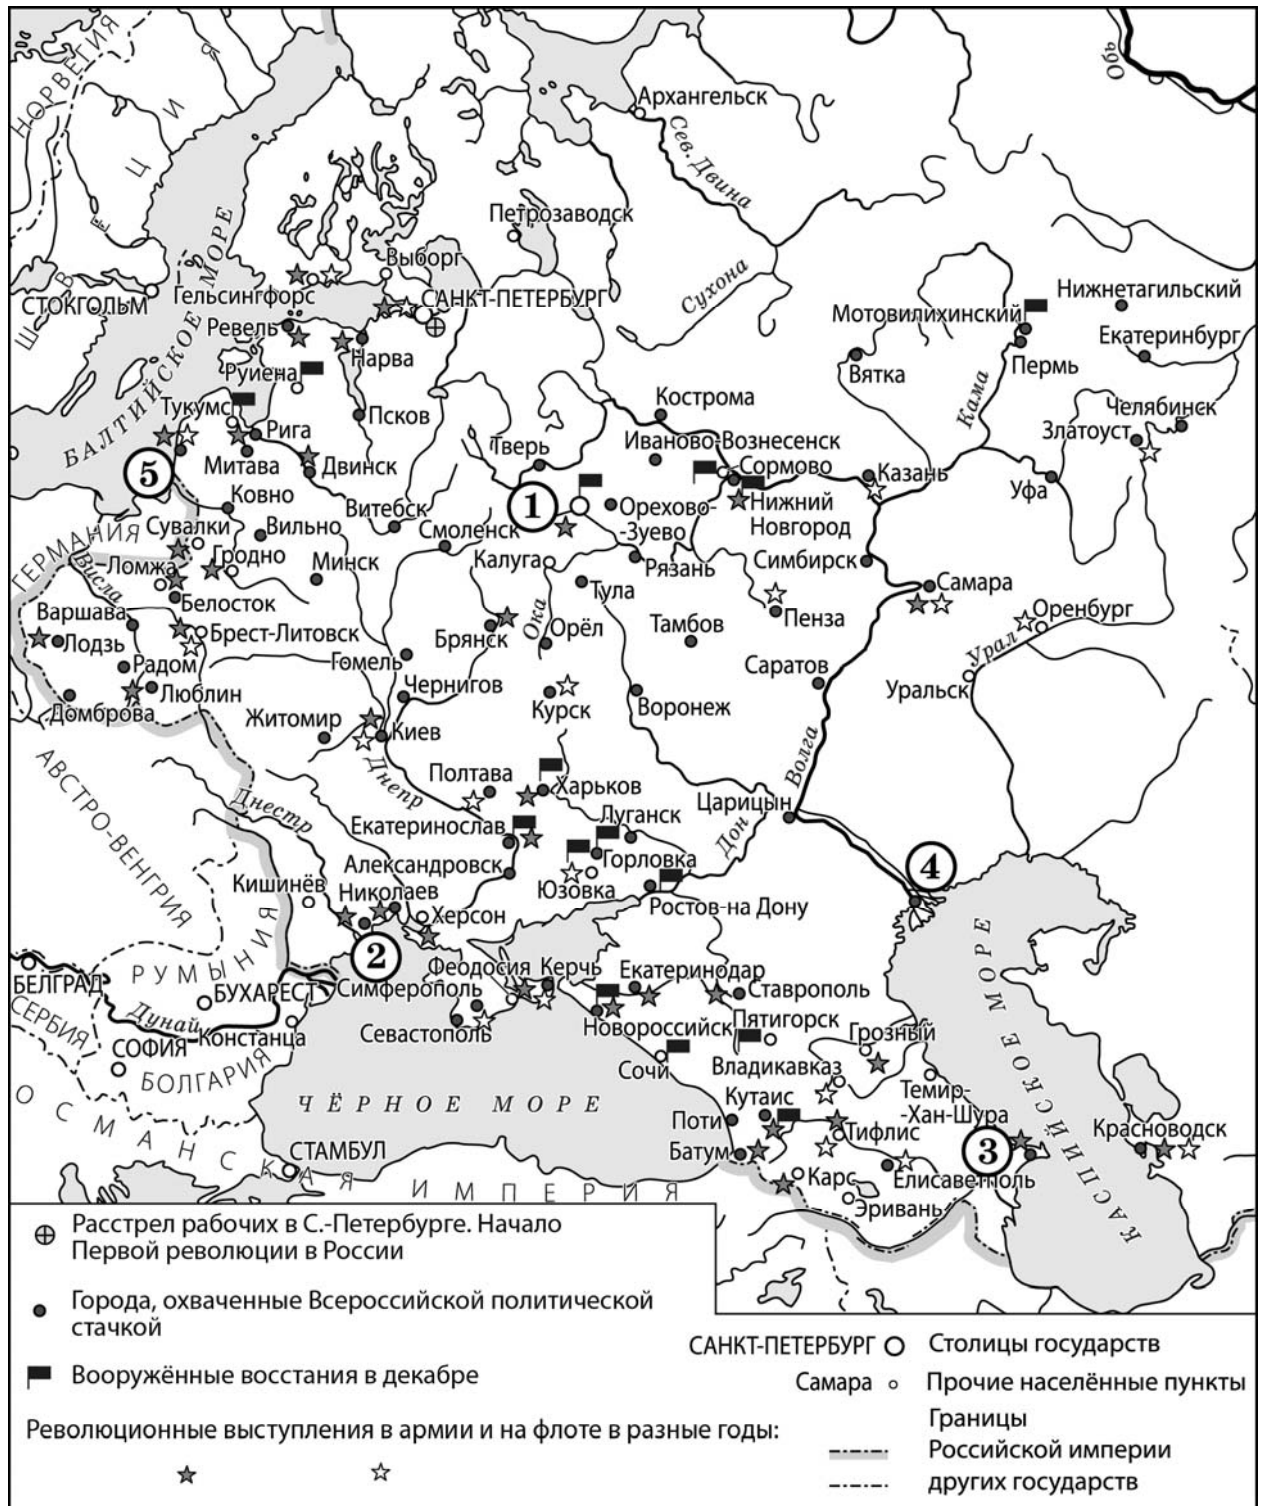 НОРВЕГИЯ
ШВЕЦИЯ
Обь
Архангельск
Сев. Двина
Петрозаводск
Выборг
Сухона
СТОКГОЛЬМ
Гельсингфорс
САНКТ-ПЕТЕРБУРГ
Нижнетагильский
Мотовилихинский
Ревель
Екатеринбург
Нарва
Пермь
БАЛТИЙСКОЕ МОРЕ
Руиена
Вятка
Кама
Тукумс
Псков
Кострома
Челябинск
Рига
Иваново-Вознесенск
Златоуст
Тверь
Митава
Двинск
Сормово
Казань
5
Уфа
Ковно
1
Орехово-
-Зуево
Нижний
Новгород
Витебск
Сувалки
Вильно
Смоленск
ГЕРМАНИЯ
Гродно
Калуга
Рязань
Симбирск
Ломжа
Минск
Висла
Тула
Самара
Белосток
Варшава
Оренбург
Пенза
Брест-Литовск
Брянск
Ока
Орёл
Тамбов
Лодзь
Урал
Радом
Гомель
Саратов
Чернигов
Уральск
Люблин
Домброва
Курск
Воронеж
Житомир
Киев
Волга
АВСТРО-ВЕНГРИЯ
Днепр
Полтава
Харьков
Днестр
Царицын
Луганск
Екатеринослав
Дон
Горловка
Александровск
4
Кишинёв
Николаев
Юзовка
Херсон
Ростов-на Дону
2
РУМЫНИЯ
Феодосия
Керчь
Екатеринодар
БЕЛГРАД
БУХАРЕСТ
Симферополь
Ставрополь
СЕРБИЯ
Дунай
Констанца
Севастополь
Новороссийск
Пятигорск
Грозный
СОФИЯ
БОЛГАРИЯ
Сочи
Владикавказ
КАСПИЙСКОЕ МОРЕ
Темир-
-Хан-Шура
ЧЁРНОЕ МОРЕ
Кутаис
Поти
Тифлис
Красноводск
СТАМБУЛ
Батум
3
Карс
Елисаветполь
ОСМАНСКАЯ ИМПЕРИЯ
Эривань
Расстрел рабочих в С.-Петербурге. Начало
Первой революции в России
Города, охваченные Всероссийской политической
стачкой
Вооружённые восстания в декабре
Революционные выступления в армии и на флоте в разные годы:
САНКТ-ПЕТЕРБУРГ
Столицы государств
Самара
Прочие населённые пункты
Границы
Российской империи
других государств